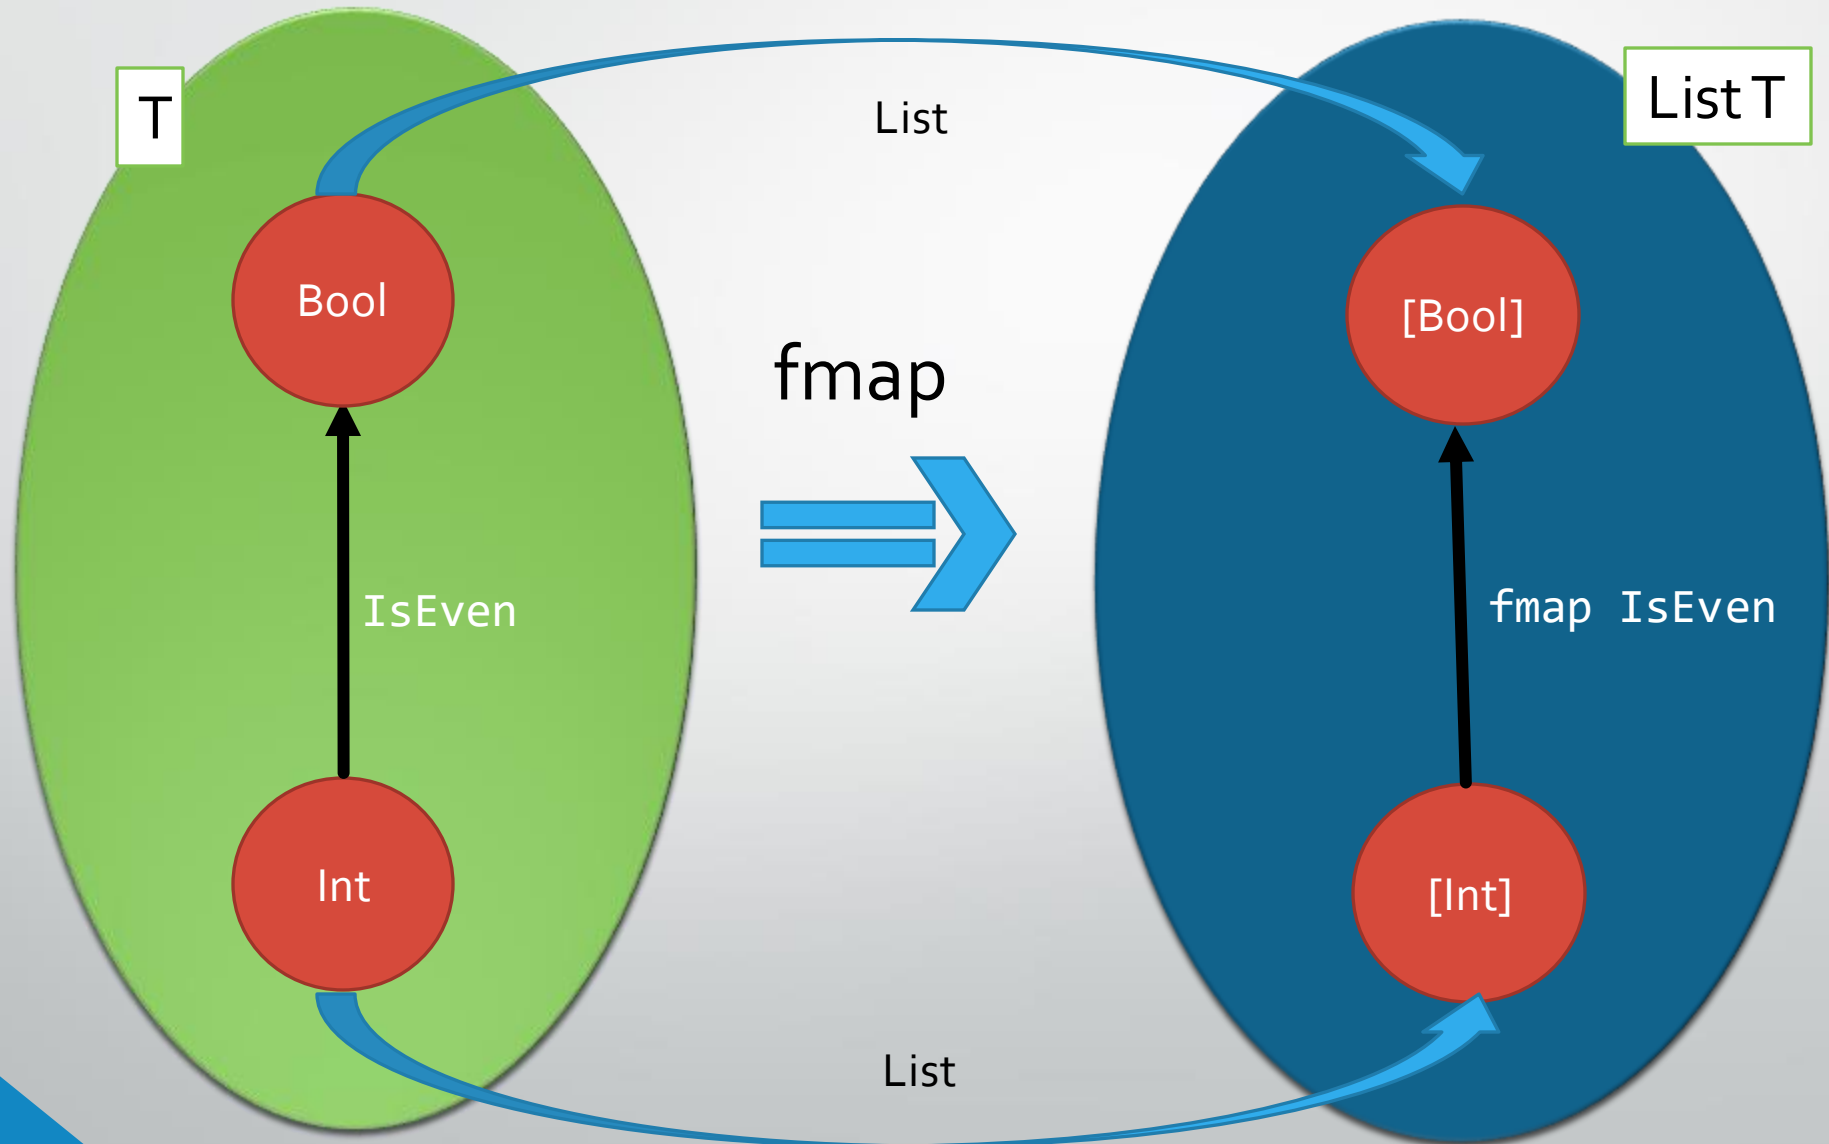 T
List
List T
Bool
[Bool]
fmap
IsEven
fmap IsEven
Int
[Int]
List